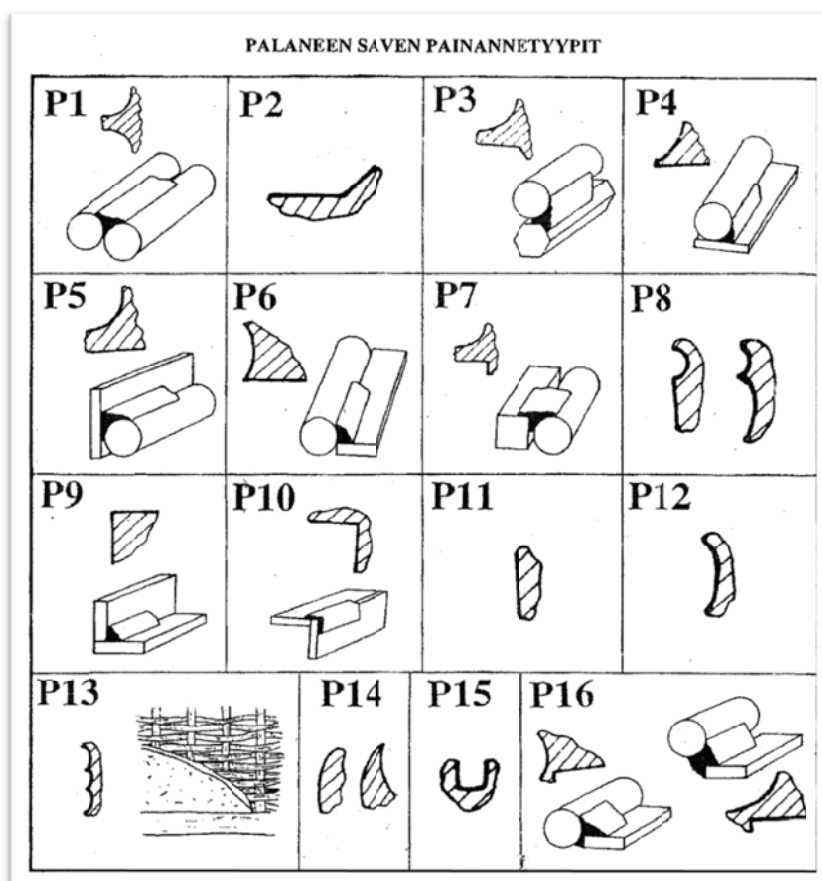 PALANEEN SAVEN PAINANNETYYPIT
P1 P2 P3 P4
P5 P6 P7 P8
P9 P10 P11 P12
P13 P14 P15 P16